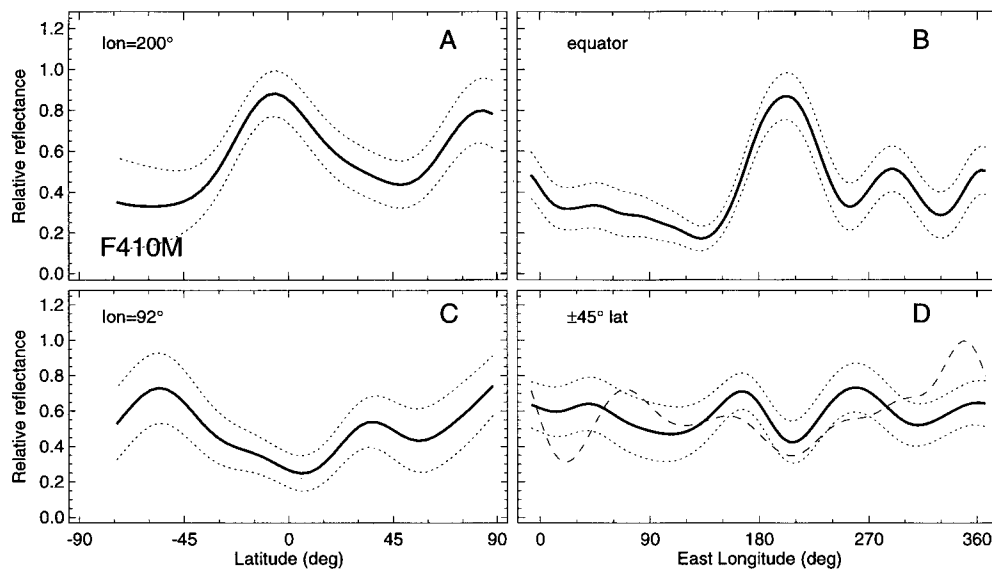 1.2
1.0
0.8
0.6
0.4
0.2
0.0
Relative reflectance
lon=200°
A
F410M
equator
B
1.2
1.0
0.8
0.6
0.4
0.2
0.0
Relative reflectance
lon=92°
C
±45° lat
D
-90
-45
0
45
90
Latitude (deg)
0
90
180
270
360
East Longitude (deg)